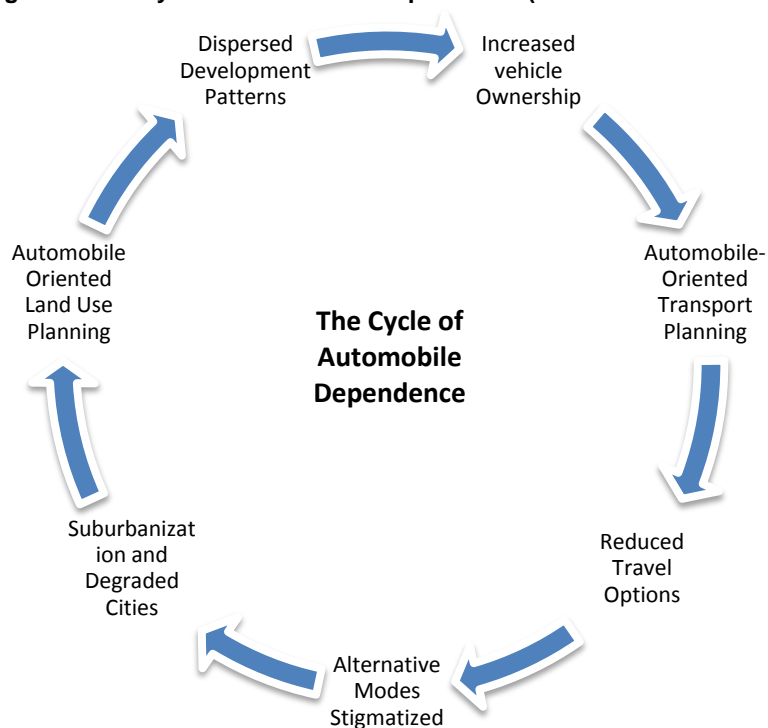 Dispersed
Development
Patterns
Increased
vehicle
Ownership
Automobile-
Oriented
Transport
Planning
Reduced
Travel
Options
Alternative
Modes
Stigmatized
Suburbanizat
ion and
Degraded
Cities
Automobile
Oriented
Land Use
Planning
The Cycle of
Automobile
Dependence